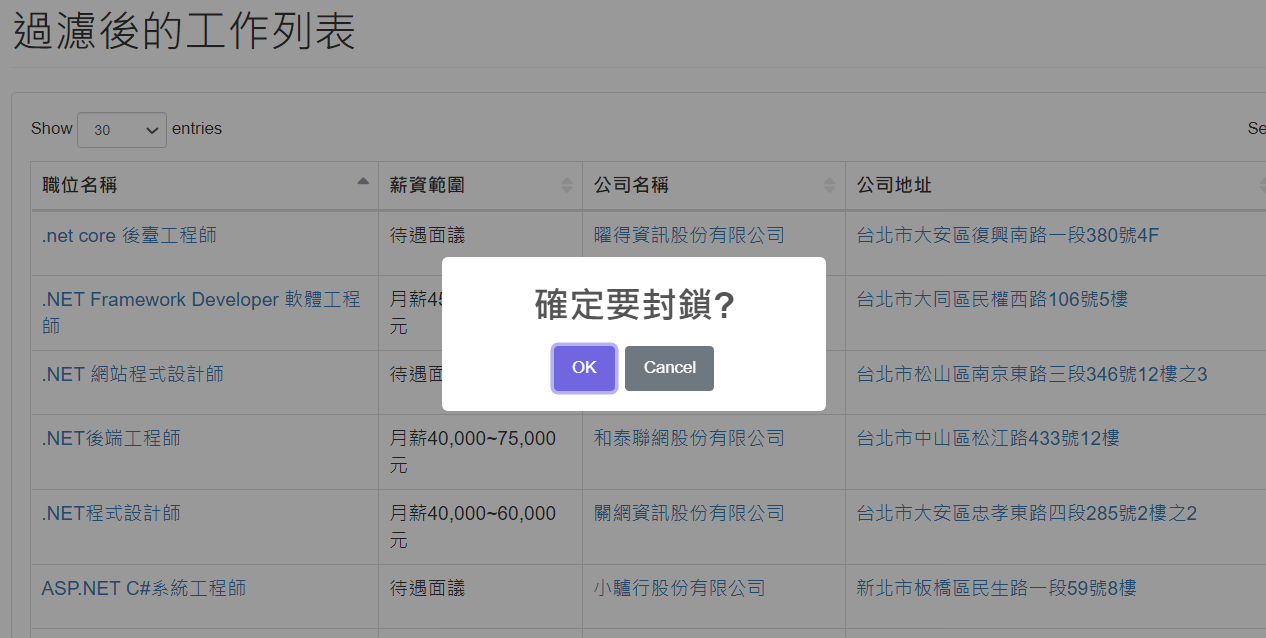 過濾後的工作列表
Show 30 entries
職位名稱 薪資範圍 公司名稱 公司地址
.net core 後臺工程師 待遇面議 曜得資訊股份有限公司 台北市大安區復興南路一段380號4F
確定要封鎖?
OK Cancel
.NET Framework Developer 軟體工程 月薪45 台北市大同區民權西路106號5樓
師 元
.NET 網站程式設計師 待遇面 台北市松山區南京東路三段346號12樓之3
.NET後端工程師 月薪40,000~75,000 和泰聯網股份有限公司 台北市中山區松江路433號12樓
元
.NET程式設計師 月薪40,000~60,000 關網資訊股份有限公司 台北市大安區忠孝東路四段285號2樓之2
元
ASP.NET C#系統工程師 待遇面議 小驢行股份有限公司 新北市板橋區民生路一段59號8樓